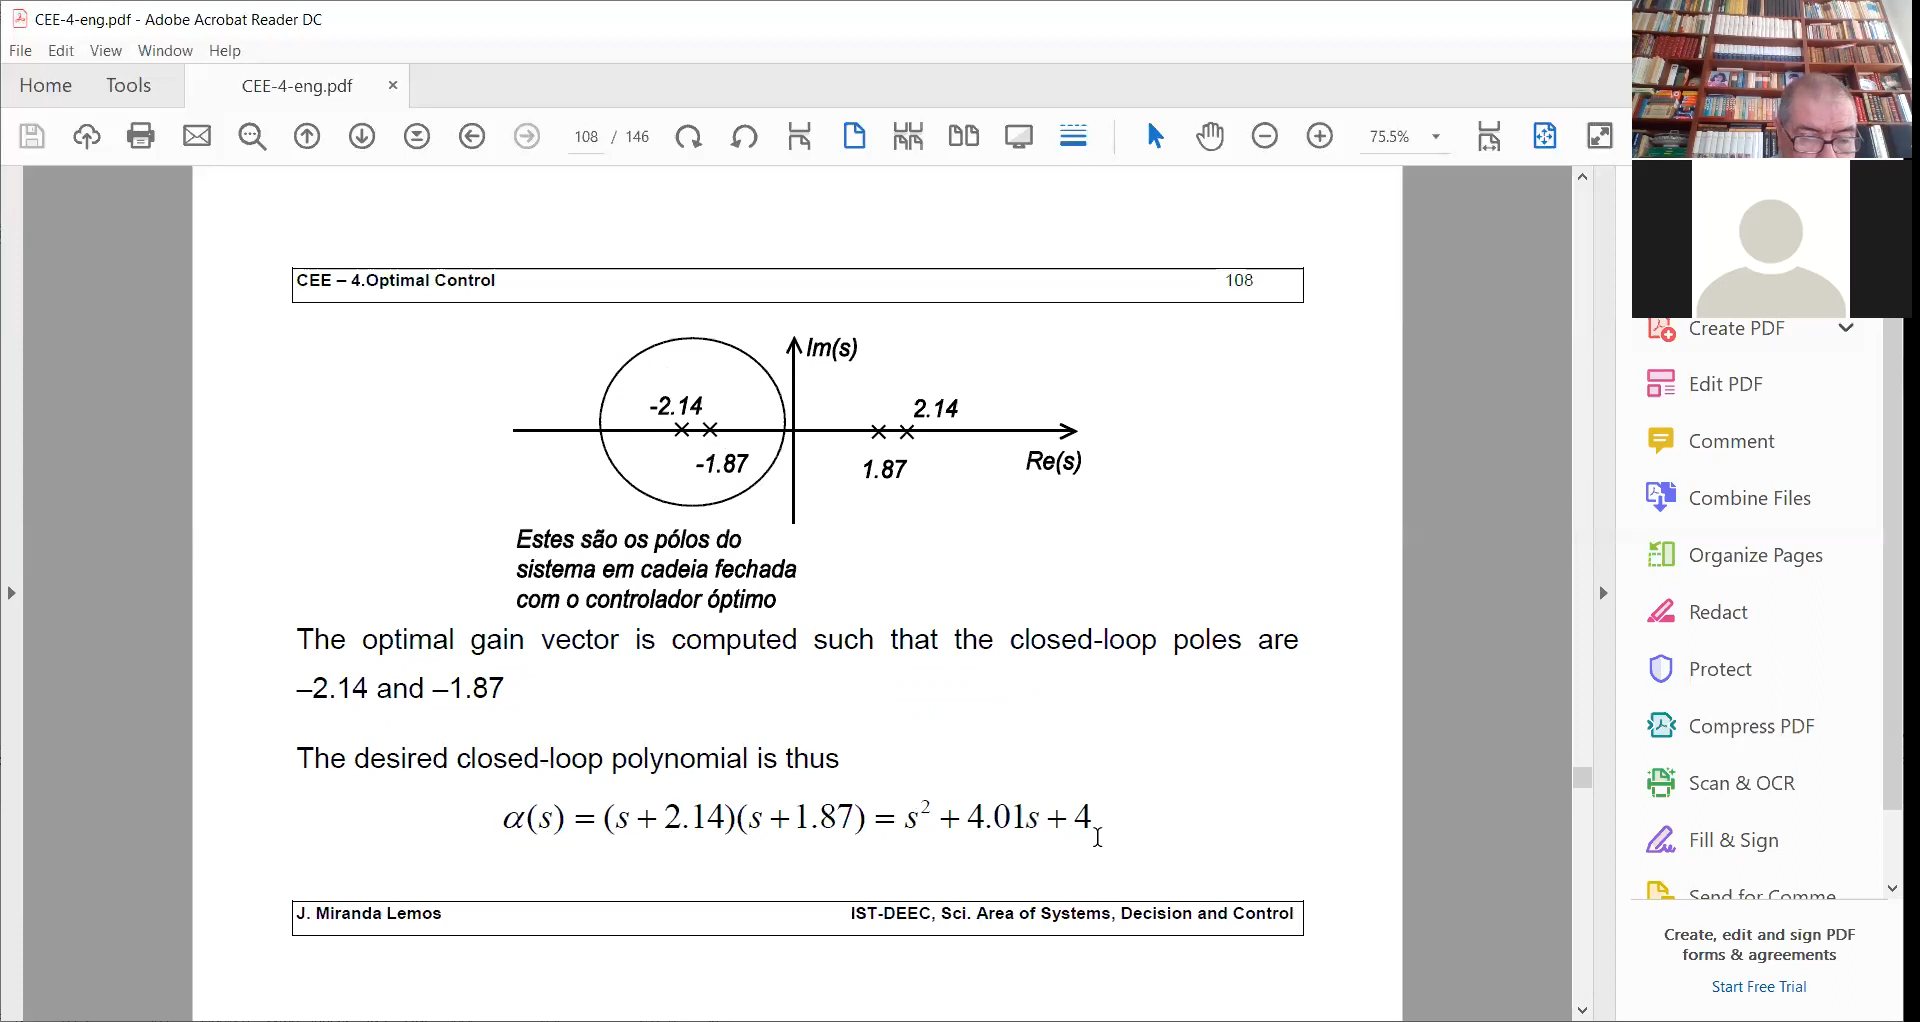 CEE-4-eng.pdf - Adobe Acrobat Reader DC
File Edit View Window Help
Home Tools CEE-4-eng.pdf ×
108 / 146 75.5%
CEE – 4.Optimal Control 108
Im(s)
-2.14 2.14
-1.87 1.87 Re(s)
Estes são os pólos do
sistema em cadeia fechada
com o controlador óptimo
The optimal gain vector is computed such that the closed-loop poles are
–2.14 and –1.87
The desired closed-loop polynomial is thus
α(s) = (s + 2.14)(s + 1.87) = s² + 4.01s + 4
J. Miranda Lemos IST-DEEC, Sci. Area of Systems, Decision and Control
Create PDF
Edit PDF
Comment
Combine Files
Organize Pages
Redact
Protect
Compress PDF
Scan & OCR
Fill & Sign
Send for Comme
Create, edit and sign PDF
forms & agreements
Start Free Trial